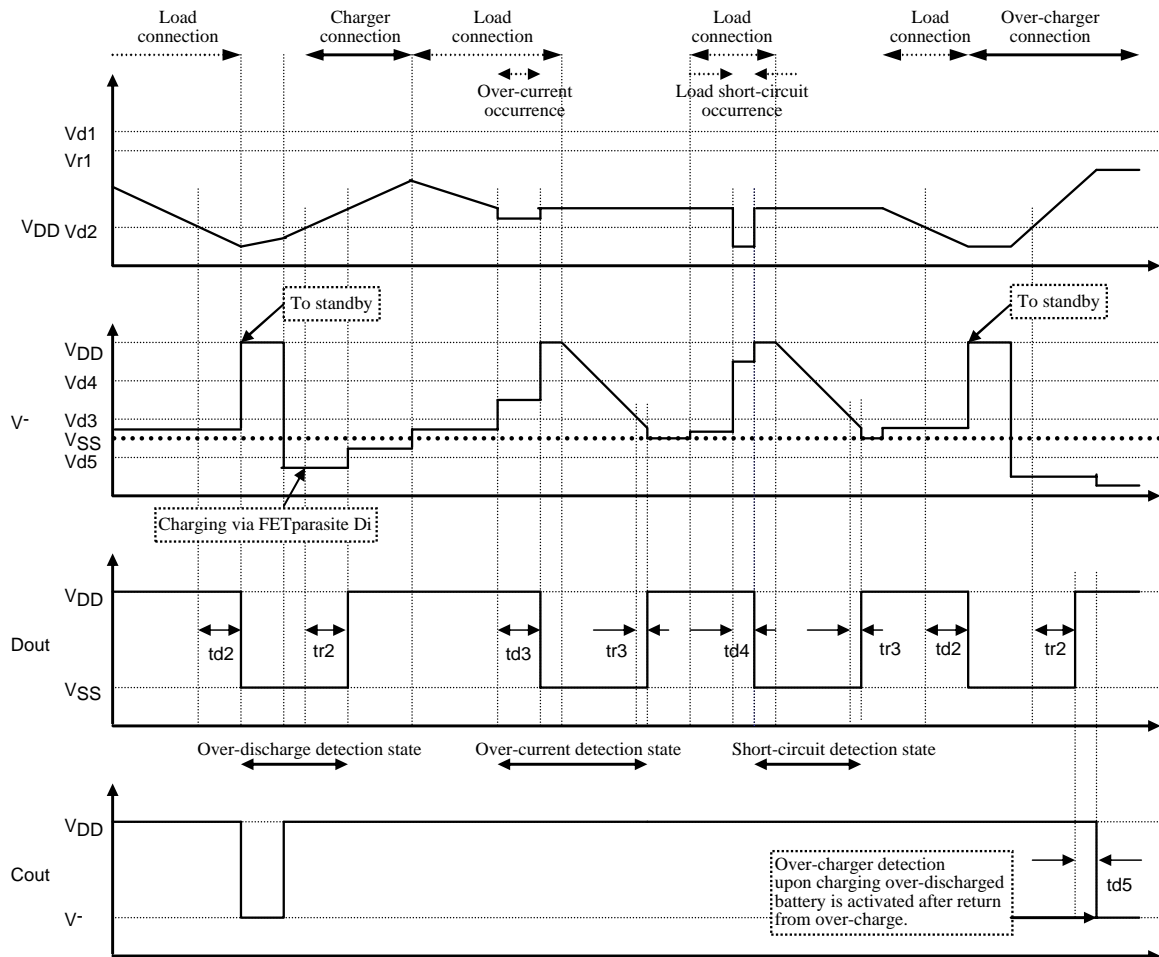 Load
connection
Charger
connection
Load
connection
Load
connection
Load
connection
Over-charger
connection
Over-current
occurrence
Load short-circuit
occurrence
Vd1
Vr1
VDD Vd2
To standby
To standby
VDD
Vd4
V-
Vd3
VSS
Vd5
Charging via FETparasite Di
VDD
Dout
td2
tr2
td3
tr3
td4
tr3
td2
tr2
VSS
Over-discharge detection state
Over-current detection state
Short-circuit detection state
VDD
Cout
Over-charger detection
upon charging over-discharged
battery is activated after return
from over-charge.
td5
V-